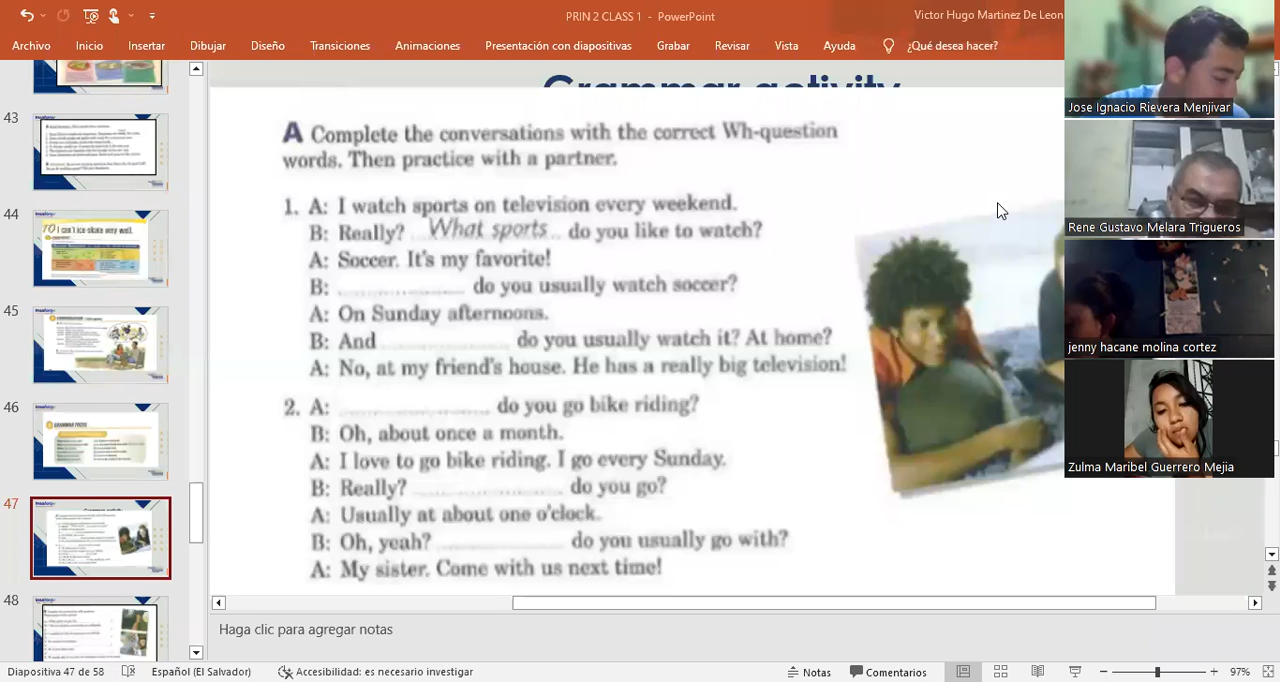 PRIN 2 CLASS 1 - PowerPoint
Victor Hugo Martinez De Leon
Archivo Inicio Insertar Dibujar Diseño Transiciones Animaciones Presentación con diapositivas Grabar Revisar Vista Ayuda ¿Qué desea hacer?
43
44
I can't ice-skate very well.
45
46
47
48
Grammar activity
A Complete the conversations with the correct Wh-question
words. Then practice with a partner.
1. A: I watch sports on television every weekend.
B: Really? What sports do you like to watch?
A: Soccer. It's my favorite!
B: ................ do you usually watch soccer?
A: On Sunday afternoons.
B: And ................ do you usually watch it? At home?
A: No, at my friend's house. He has a really big television!
2. A: ................ do you go bike riding?
B: Oh, about once a month.
A: I love to go bike riding. I go every Sunday.
B: Really? ................ do you go?
A: Usually at about one o'clock.
B: Oh, yeah? ................ do you usually go with?
A: My sister. Come with us next time!
Jose Ignacio Rievera Menjivar
Rene Gustavo Melara Trigueros
jenny hacane molina cortez
Zulma Maribel Guerrero Mejia
Haga clic para agregar notas
Diapositiva 47 de 58 Español (El Salvador) Accesibilidad: es necesario investigar Notas Comentarios 97%